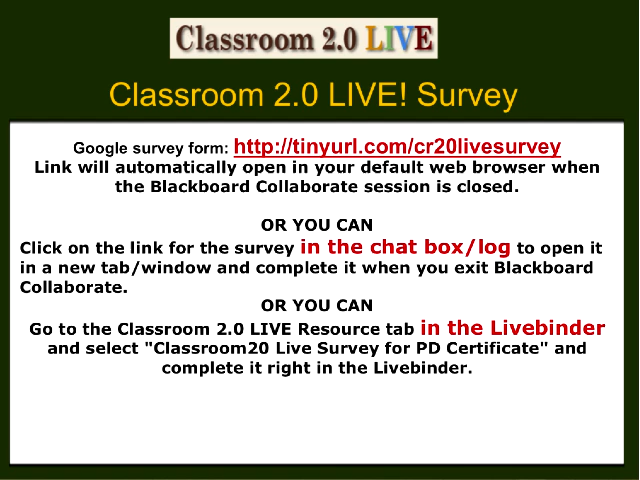 Classroom 2.0 LIVE
Classroom 2.0 LIVE! Survey
Google survey form: http://tinyurl.com/cr20livesurvey
Link will automatically open in your default web browser when
the Blackboard Collaborate session is closed.
OR YOU CAN
Click on the link for the survey in the chat box/log to open it
in a new tab/window and complete it when you exit Blackboard
Collaborate.
OR YOU CAN
Go to the Classroom 2.0 LIVE Resource tab in the Livebinder
and select "Classroom20 Live Survey for PD Certificate" and
complete it right in the Livebinder.